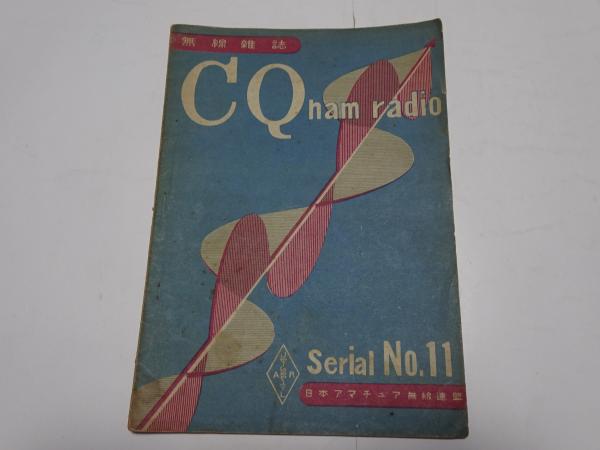 無線雑誌
CQ ham radio
J
A R
L
Serial No.11
日本アマチュア無線連盟